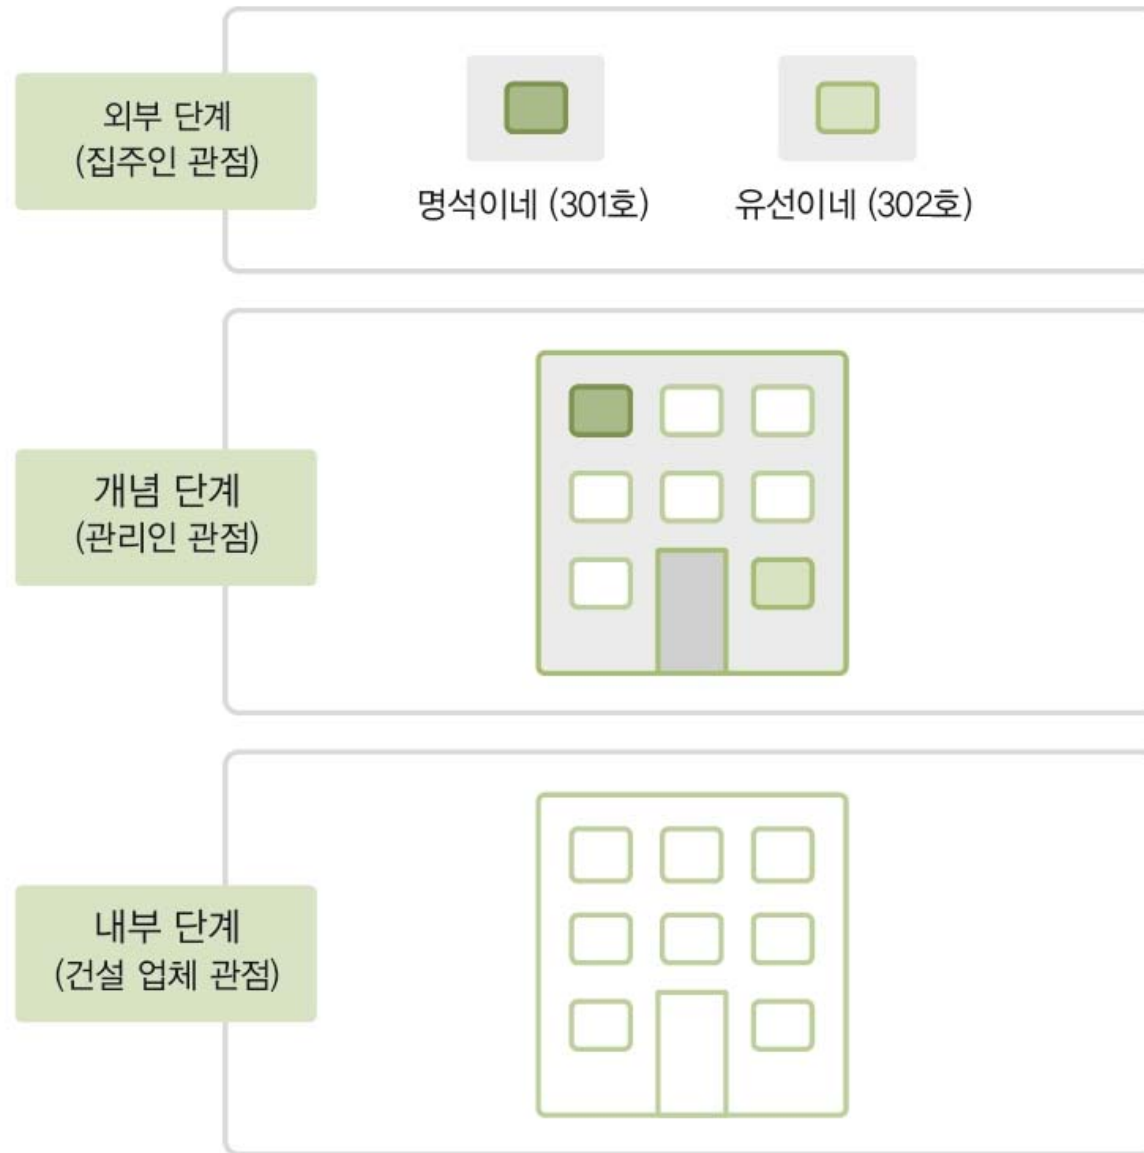 외부 단계
(집주인 관점)
명석이네 (301호)
유선이네 (302호)
개념 단계
(관리인 관점)
내부 단계
(건설 업체 관점)